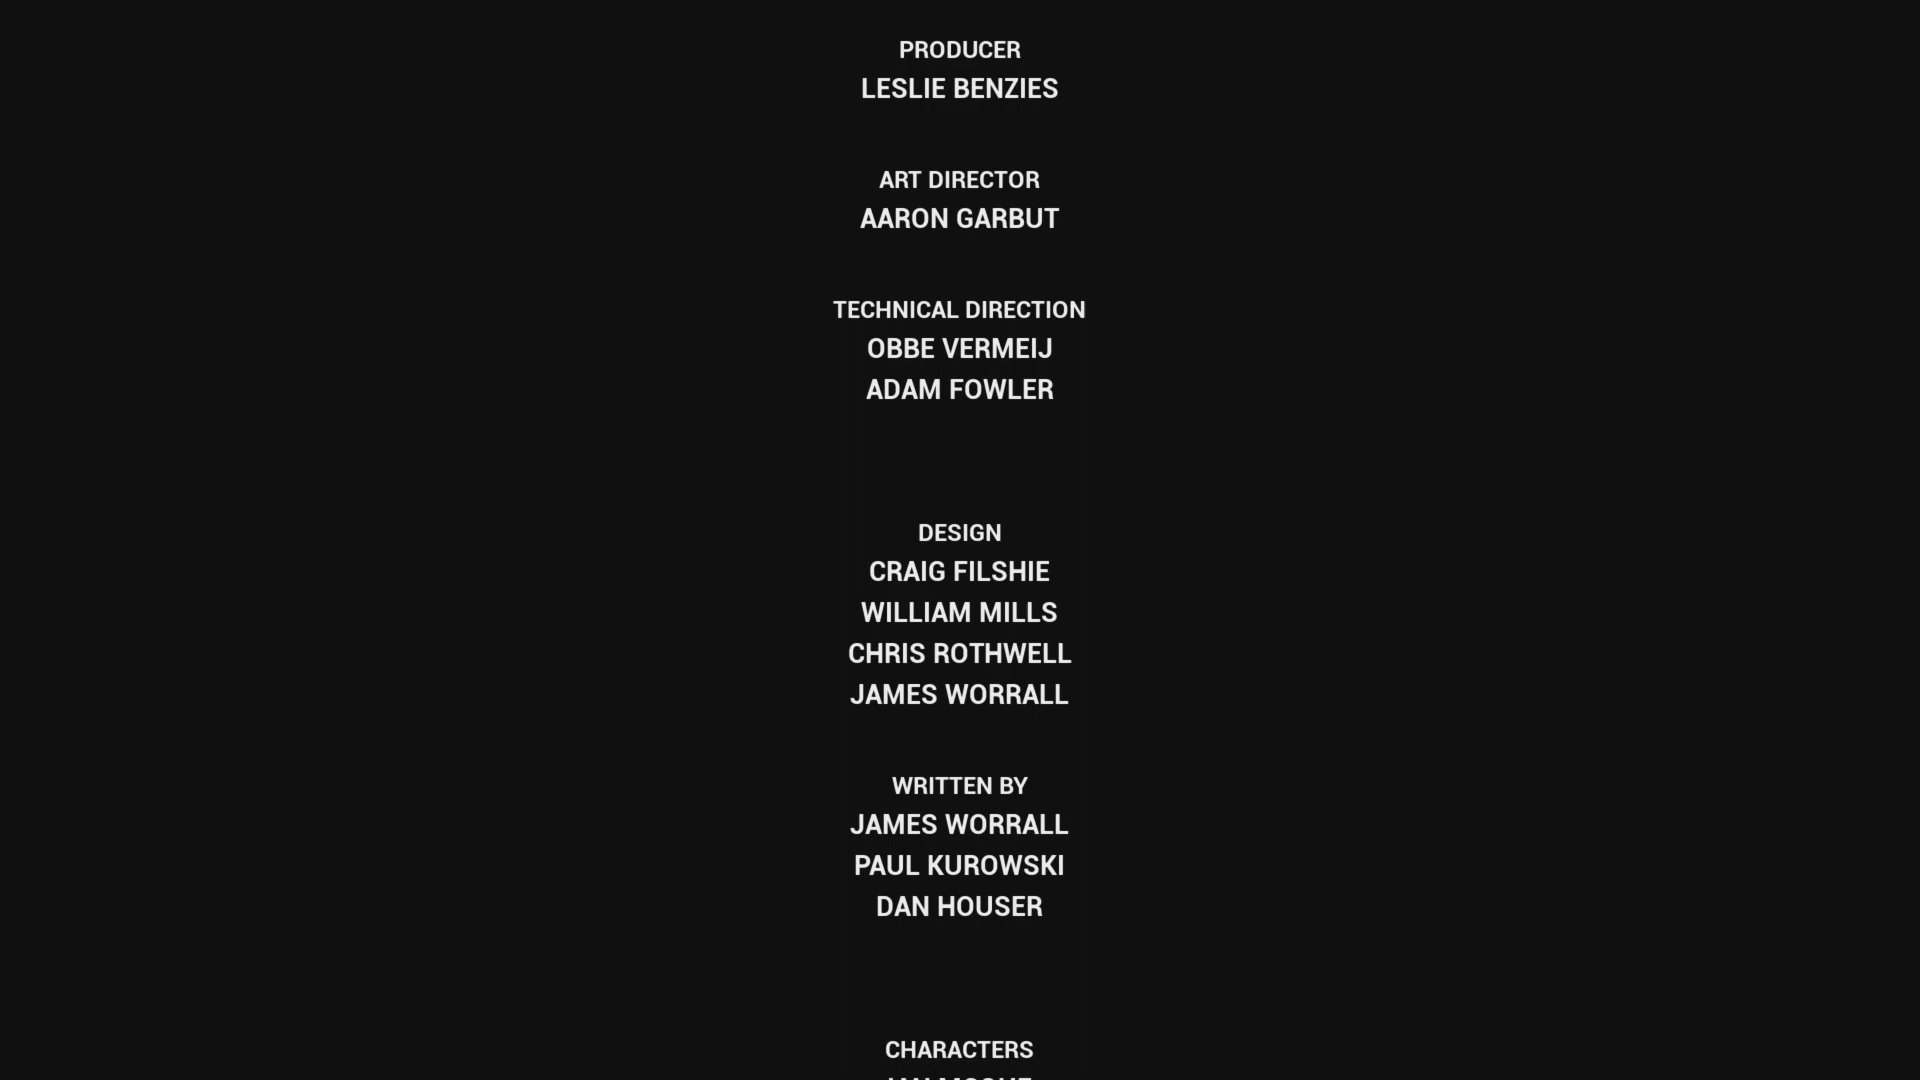 PRODUCER
LESLIE BENZIES
ART DIRECTOR
AARON GARBUT
TECHNICAL DIRECTION
OBBE VERMEIJ
ADAM FOWLER
DESIGN
CRAIG FILSHIE
WILLIAM MILLS
CHRIS ROTHWELL
JAMES WORRALL
WRITTEN BY
JAMES WORRALL
PAUL KUROWSKI
DAN HOUSER
CHARACTERS